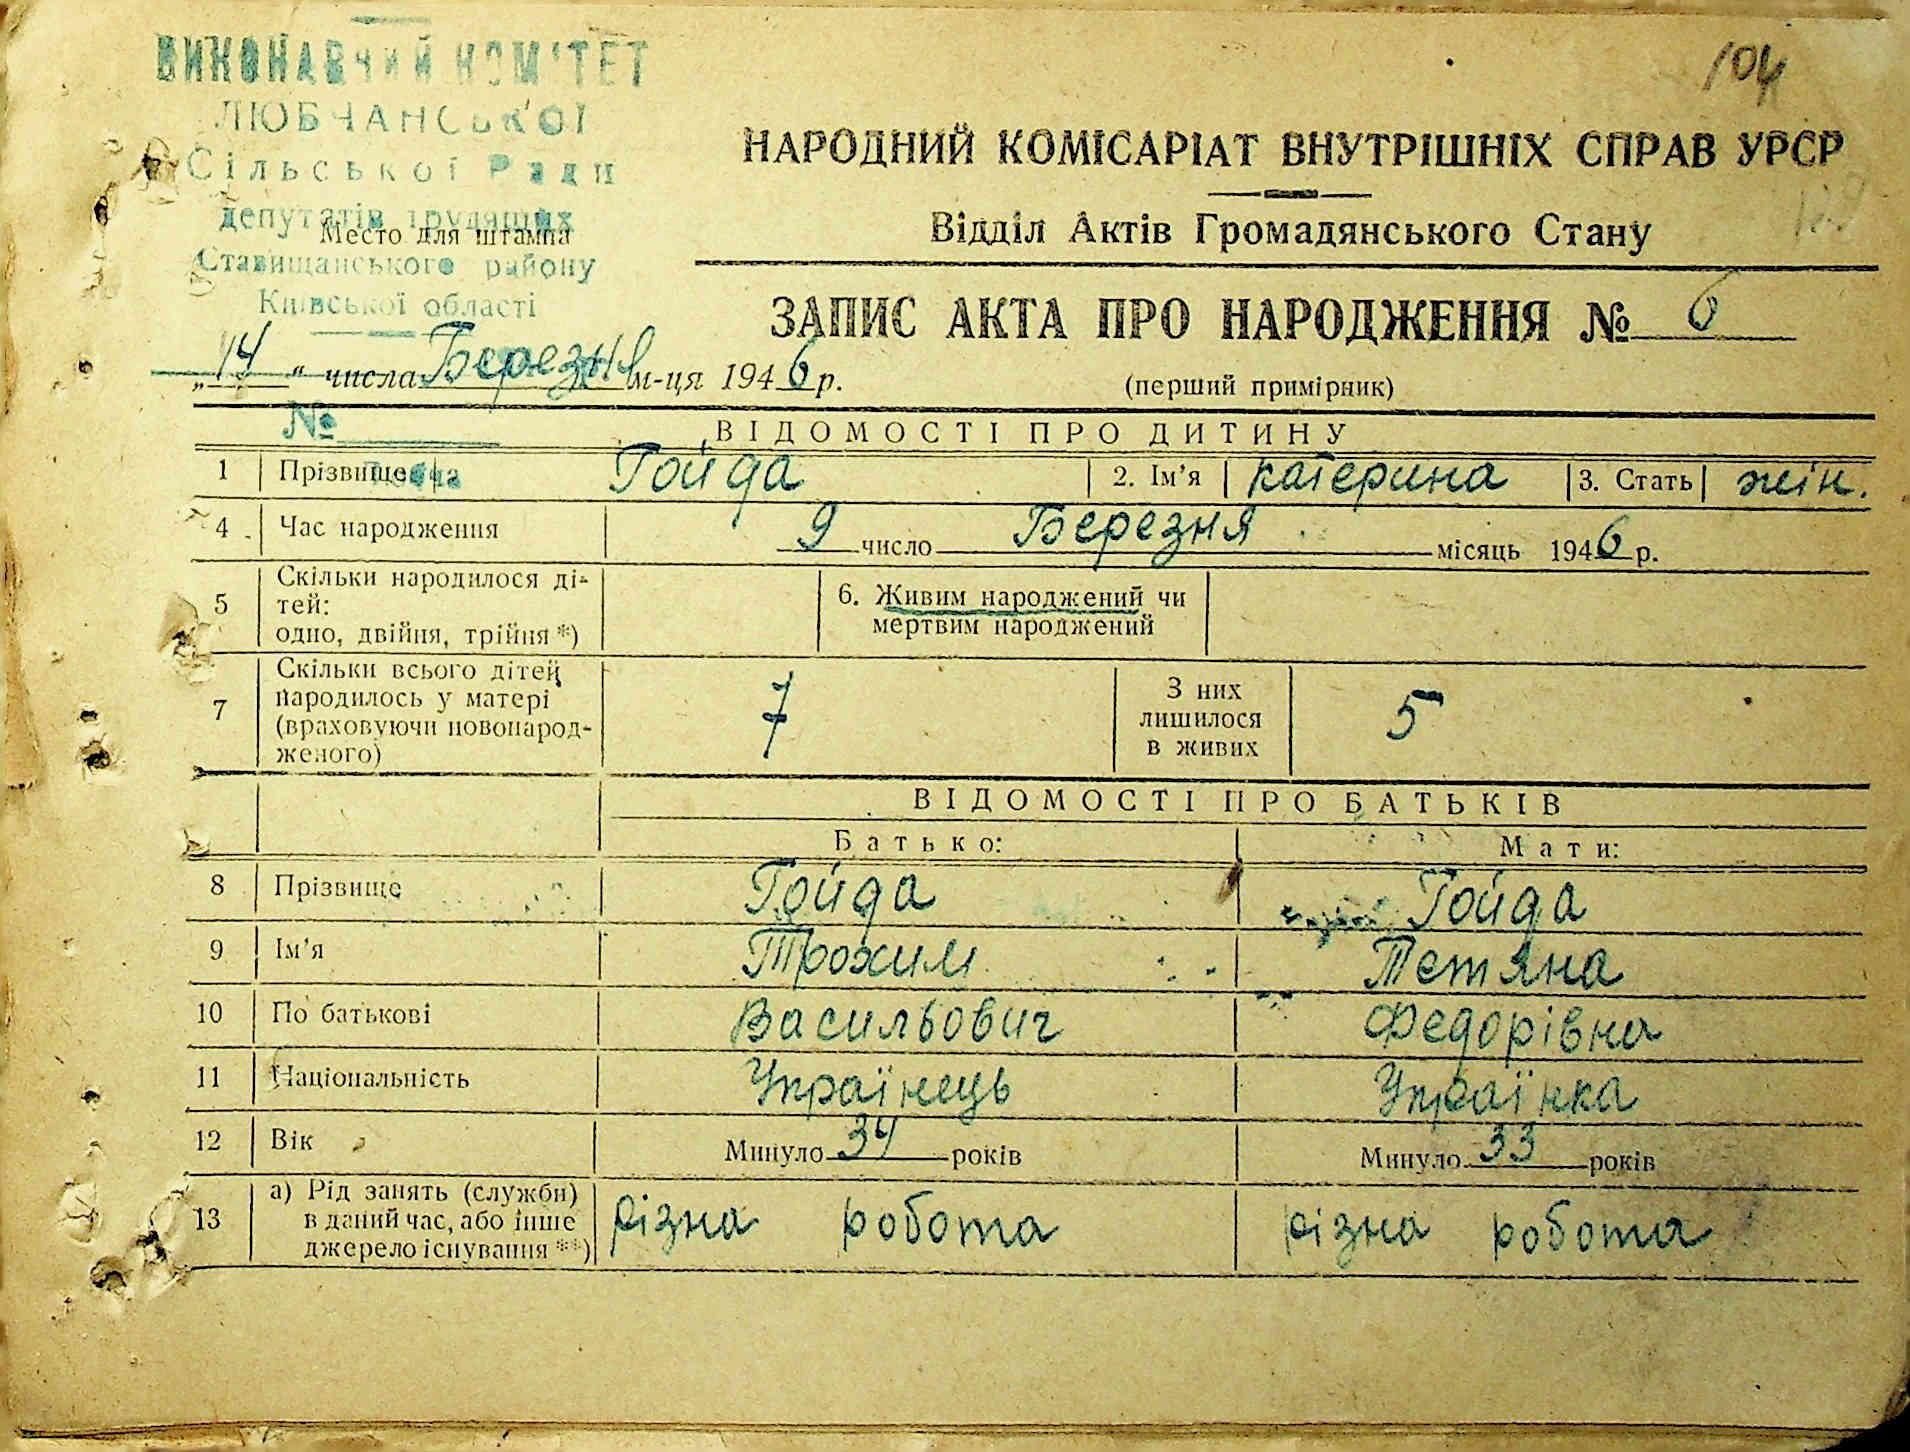 104
ВИКОНАВЧИЙ КОМІТЕТ
ЛЮБЧАНСЬКОЇ
Сільської Ради
депутатів трудящих
Место для штампа
Ставищанського району
Київської області
НАРОДНИЙ КОМІСАРІАТ ВНУТРІШНІХ СПРАВ УРСР
Відділ Актів Громадянського Стану
ЗАПИС АКТА ПРО НАРОДЖЕННЯ № 6
„14“ числа Березня м-ця 1946 р.
(перший примірник)
№
ВІДОМОСТІ ПРО ДИТИНУ
1 Прізвище Гойда 2. Ім’я Катерина 3. Стать жін.
4 Час народження 9 число Березня місяць 1946 р.
5 Скільки народилося ді-
тей:
одно, двійня, трійня *)
6. Живим народжений чи
мертвим народжений
7 Скільки всього дітей
народилось у матері
(враховуючи новонарод-
женого)
7
З них
лишилося
в живих
5
ВІДОМОСТІ ПРО БАТЬКІВ
Батько: Мати:
8 Прізвище Гойда Гойда
9 Ім’я Трохим Тетяна
10 По батькові Васильович Федорівна
11 Національність Українець Українка
12 Вік Минуло 34 років Минуло 33 років
13 а) Рід занять (служби)
в даний час, або інше
джерело існування **)
різна робота різна робота